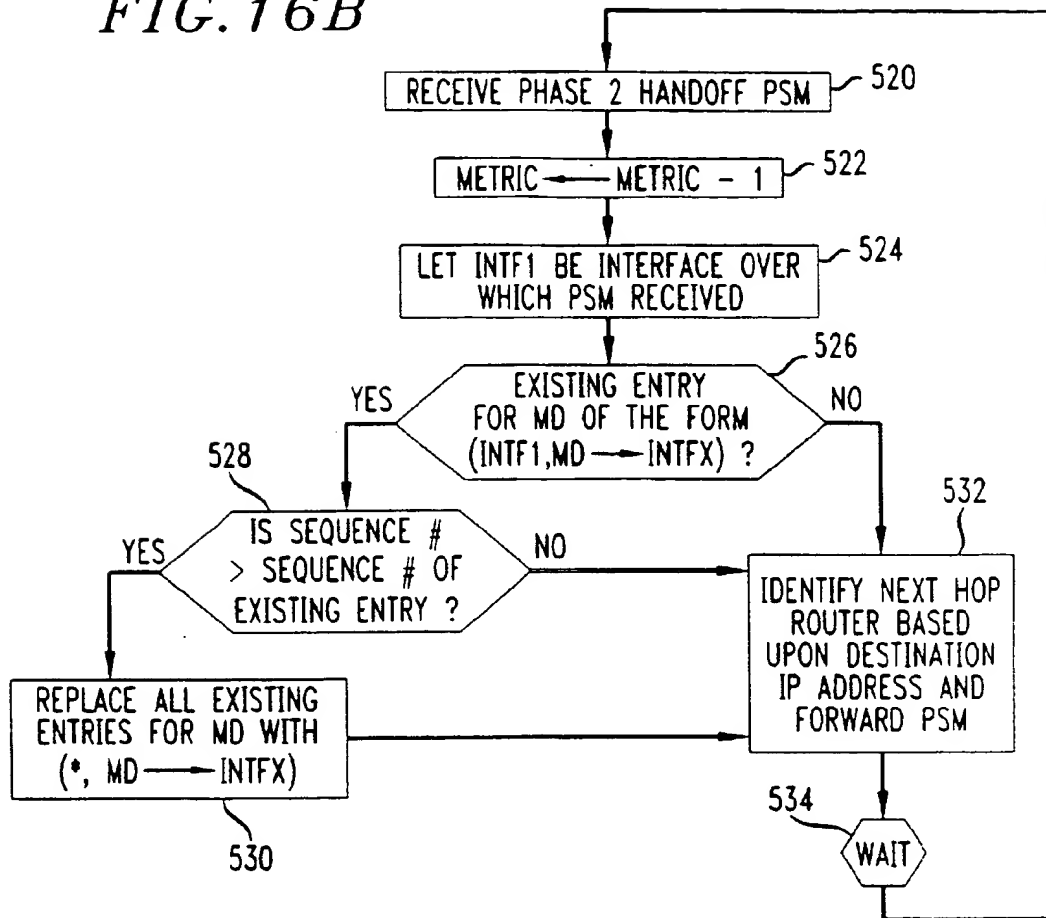 FIG. 16B
RECEIVE PHASE 2 HANDOFF PSM
520
METRIC ← METRIC - 1
522
LET INTF1 BE INTERFACE OVER
WHICH PSM RECEIVED
524
EXISTING ENTRY
FOR MD OF THE FORM
(INTF1,MD → INTFX) ?
526
YES
NO
528
IS SEQUENCE #
> SEQUENCE # OF
EXISTING ENTRY ?
YES
NO
532
IDENTIFY NEXT HOP
ROUTER BASED
UPON DESTINATION
IP ADDRESS AND
FORWARD PSM
REPLACE ALL EXISTING
ENTRIES FOR MD WITH
(*, MD → INTFX)
530
534
WAIT